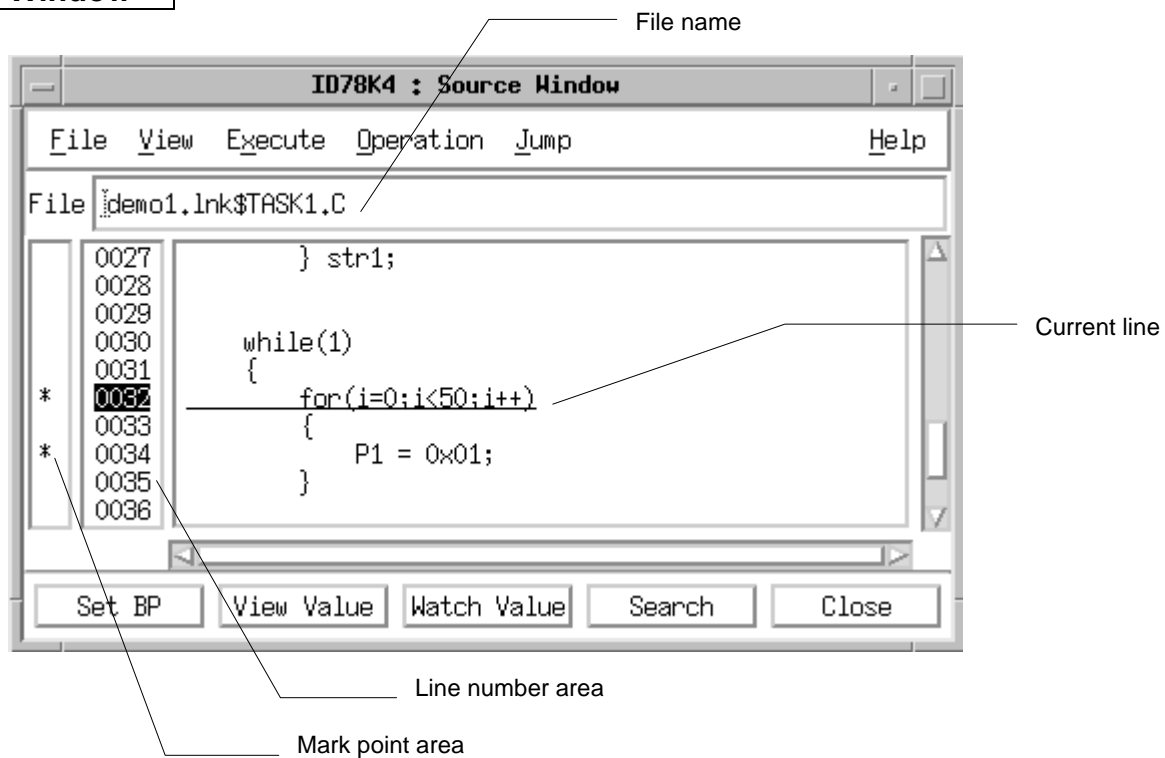 Window
File name
ID78K4 : Source Window
File View Execute Operation Jump Help
File demo1.lnk$TASK1.C
0027 } str1;
0028
0029
0030 while(1)
0031 {
* 0032 for(i=0;i<50;i++)
0033 {
* 0034 P1 = 0x01;
0035 }
0036
Current line
Set BP View Value Watch Value Search Close
Line number area
Mark point area